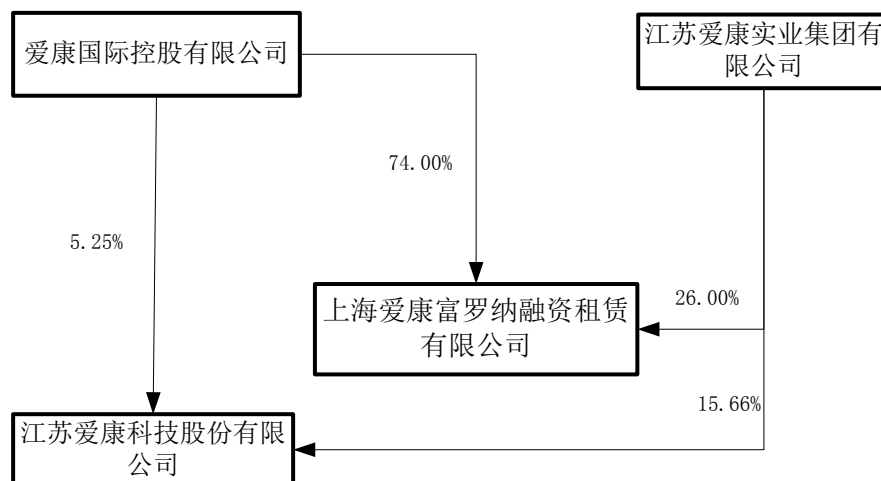 爱康国际控股有限公司
江苏爱康实业集团有
限公司
74.00%
5.25%
上海爱康富罗纳融资租赁
有限公司
26.00%
15.66%
江苏爱康科技股份有限
公司